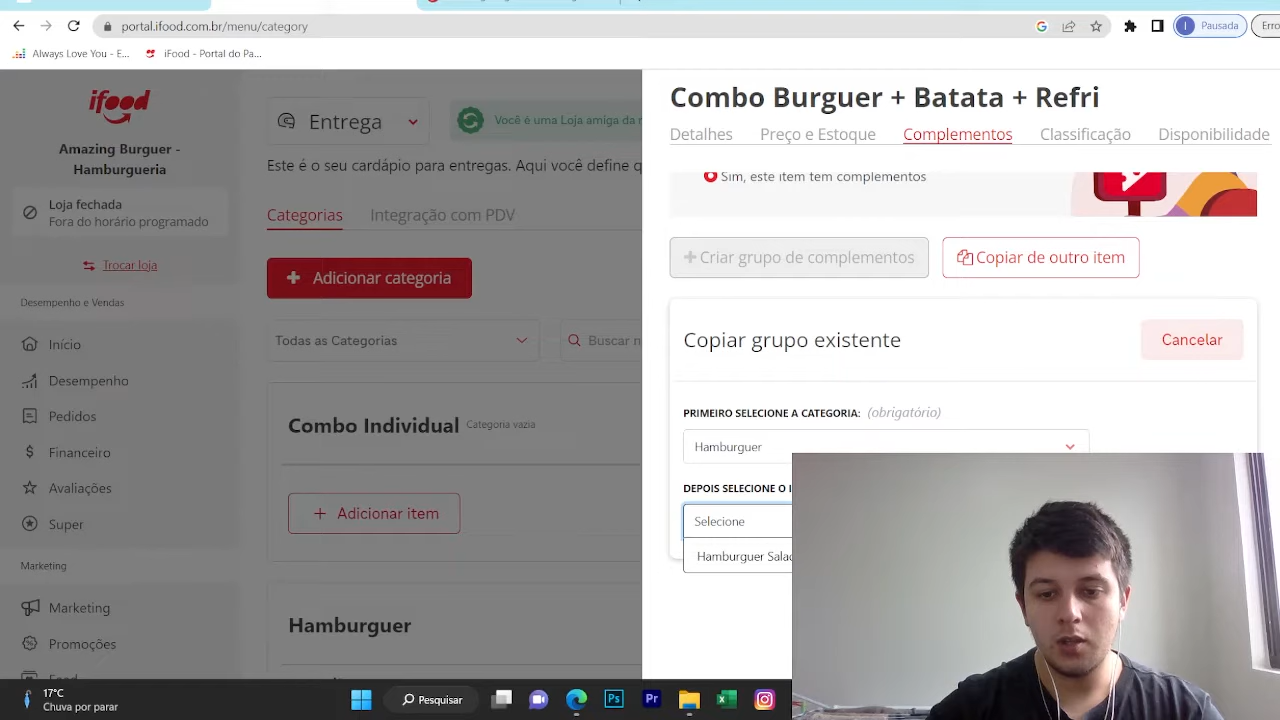 portal.ifood.com.br/menu/category
Pausada
Erro
Always Love You - E...
iFood - Portal do Pa...
ifood
Amazing Burguer -
Hamburgueria
Loja fechada
Fora do horário programado
Trocar loja
Desempenho e Vendas
Início
Desempenho
Pedidos
Financeiro
Avaliações
Super
Marketing
Marketing
Promoções
Entrega
Você é uma Loja amiga da
Este é o seu cardápio para entregas. Aqui você define
Categorias
Integração com PDV
+ Adicionar categoria
Todas as Categorias
Buscar
Combo Individual
Categoria vazia
+ Adicionar item
Hamburguer
Combo Burguer + Batata + Refri
Detalhes
Preço e Estoque
Complementos
Classificação
Disponibilidade
Sim, este item tem complementos
+ Criar grupo de complementos
Copiar de outro item
Copiar grupo existente
Cancelar
PRIMEIRO SELECIONE A CATEGORIA: (obrigatório)
Hamburguer
DEPOIS SELECIONE O
Selecione
Hamburguer Salad
17°C
Chuva por parar
Pesquisar
Ps
Pr